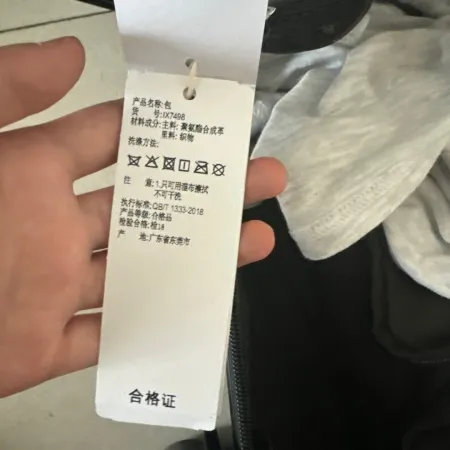 产品名称:包
货 号:IX7498
材料成分:主料: 聚氨酯合成革
里料: 织物
洗涤方法:
注 意:1.只可用湿布擦拭
不可干洗
执行标准:QB/T 1333-2018
产品等级:合格品
检验合格:检18
产 地:广东省东莞市
合格证